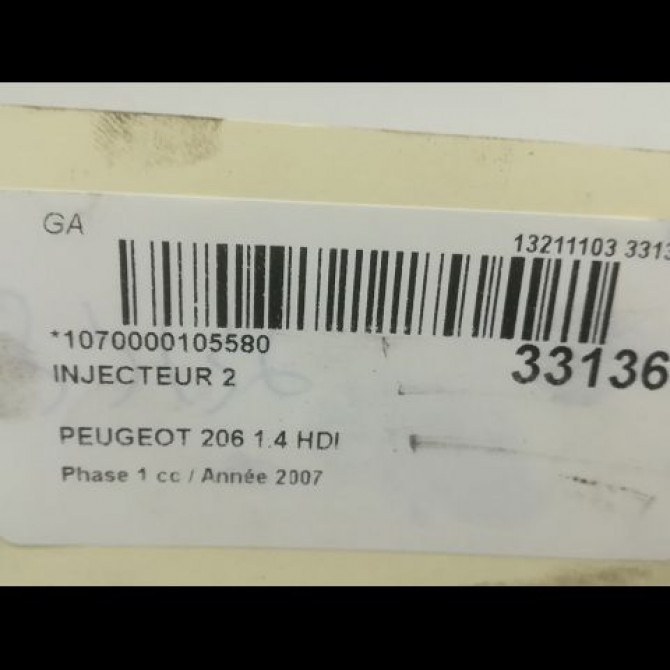 GA
13211103 3313
*1070000105580
33136
INJECTEUR 2
PEUGEOT 206 1.4 HDI
Phase 1 cc / Année 2007